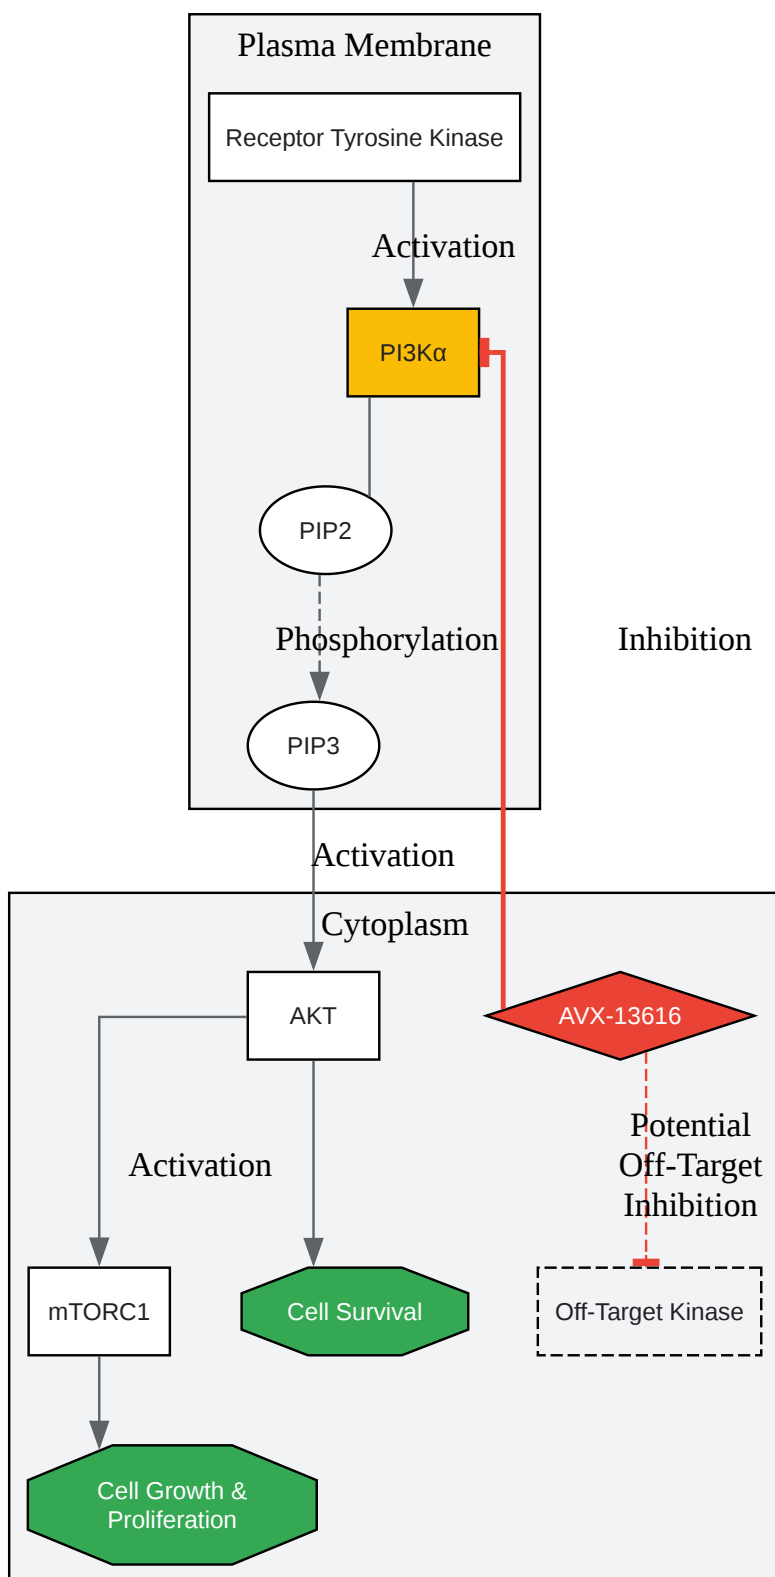 Plasma Membrane
Receptor Tyrosine Kinase
Activation
PI3Kα
PIP2
Phosphorylation
Inhibition
PIP3
Activation
Cytoplasm
AKT
AVX-13616
Activation
Potential
Off-Target
Inhibition
mTORC1
Cell Survival
Off-Target Kinase
Cell Growth &
Proliferation